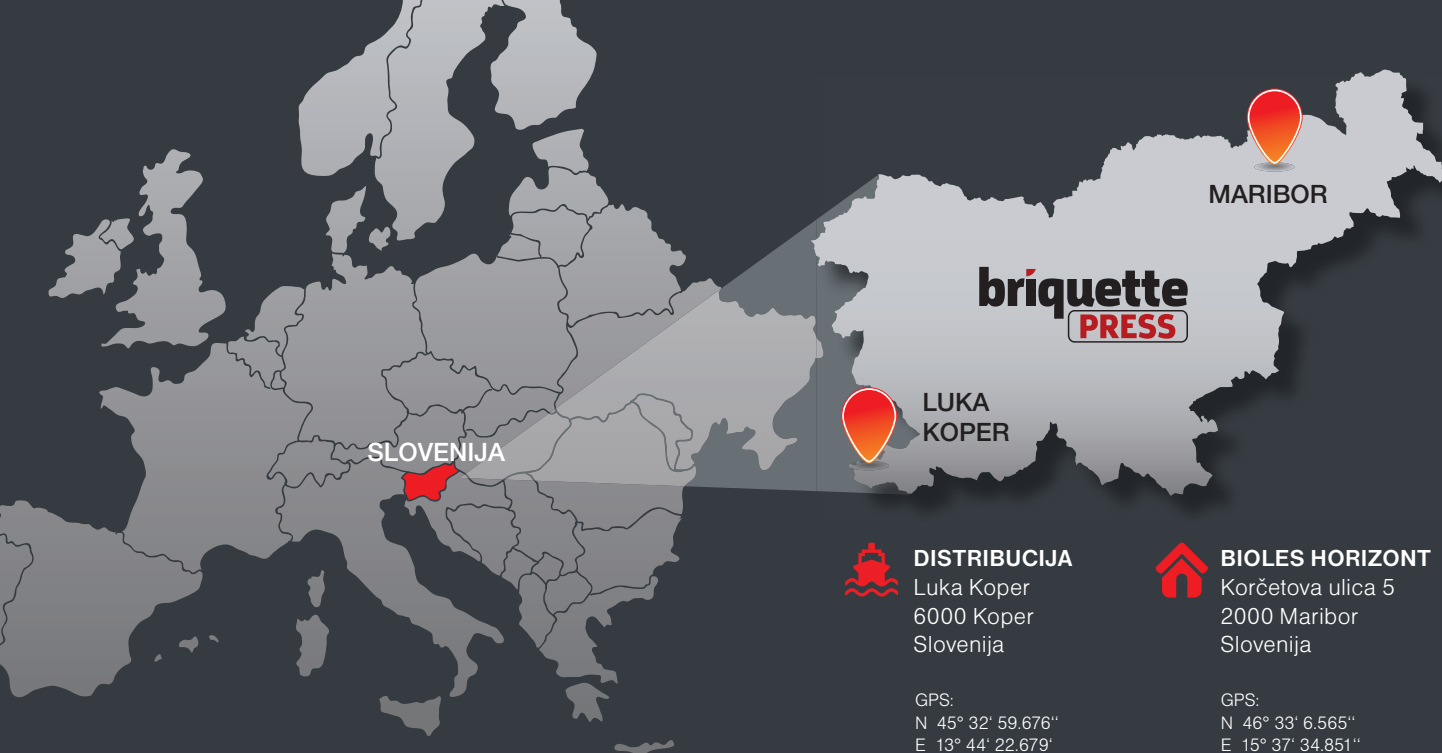 SLOVENIJA
MARIBOR
bríquette
PRESS
LUKA
KOPER
DISTRIBUCIJA
Luka Koper
6000 Koper
Slovenija
GPS:
N 45° 32‘ 59.676‘‘
E 13° 44‘ 22.679‘
BIOLES HORIZONT
Korčetova ulica 5
2000 Maribor
Slovenija
GPS:
N 46° 33‘ 6.565‘‘
E 15° 37‘ 34.851‘‘